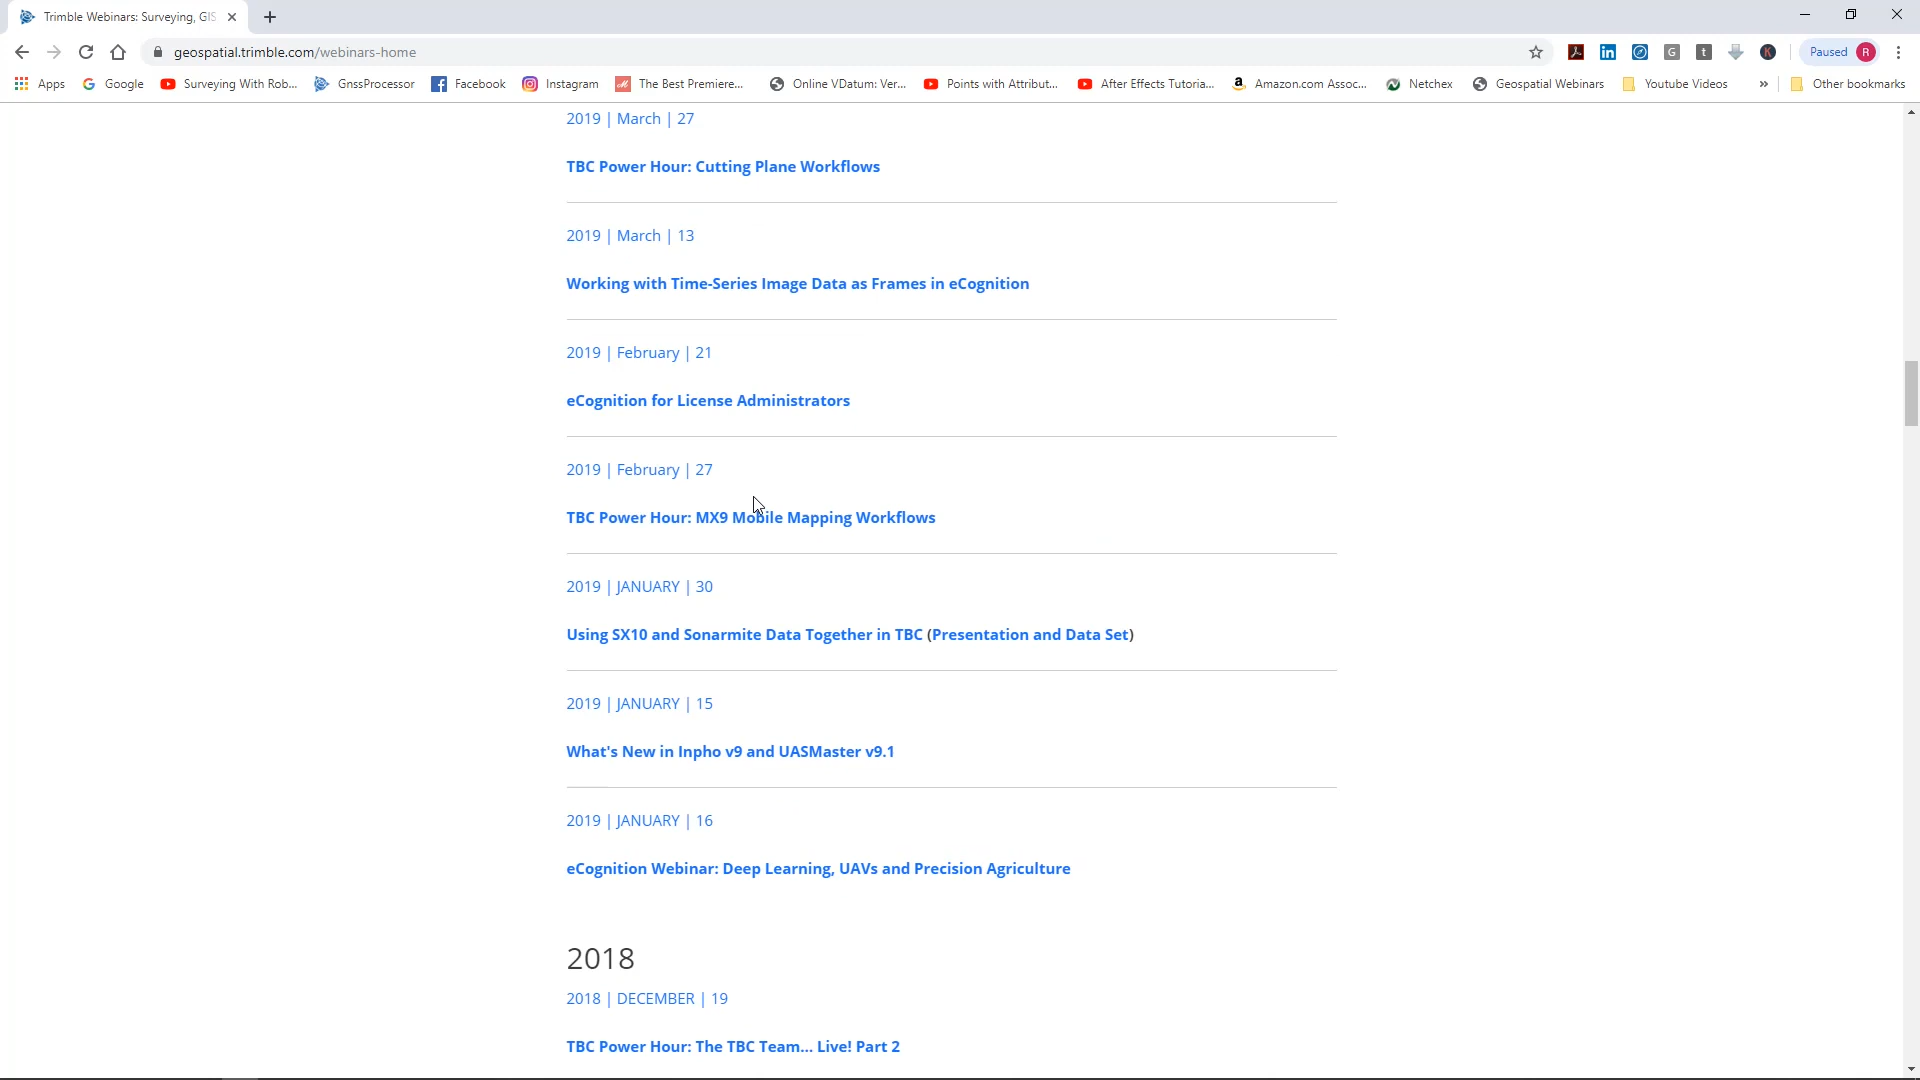 Trimble Webinars: Surveying, GIS
geospatial.trimble.com/webinars-home
G
t
K
Paused
R
Apps
Google
Surveying With Rob...
GnssProcessor
Facebook
Instagram
The Best Premiere...
Online VDatum: Ver...
Points with Attribut...
After Effects Tutoria...
Amazon.com Assoc...
Netchex
Geospatial Webinars
Youtube Videos
»
Other bookmarks
2019 | March | 27
TBC Power Hour: Cutting Plane Workflows
2019 | March | 13
Working with Time-Series Image Data as Frames in eCognition
2019 | February | 21
eCognition for License Administrators
2019 | February | 27
TBC Power Hour: MX9 Mobile Mapping Workflows
2019 | JANUARY | 30
Using SX10 and Sonarmite Data Together in TBC (Presentation and Data Set)
2019 | JANUARY | 15
What's New in Inpho v9 and UASMaster v9.1
2019 | JANUARY | 16
eCognition Webinar: Deep Learning, UAVs and Precision Agriculture
2018
2018 | DECEMBER | 19
TBC Power Hour: The TBC Team... Live! Part 2